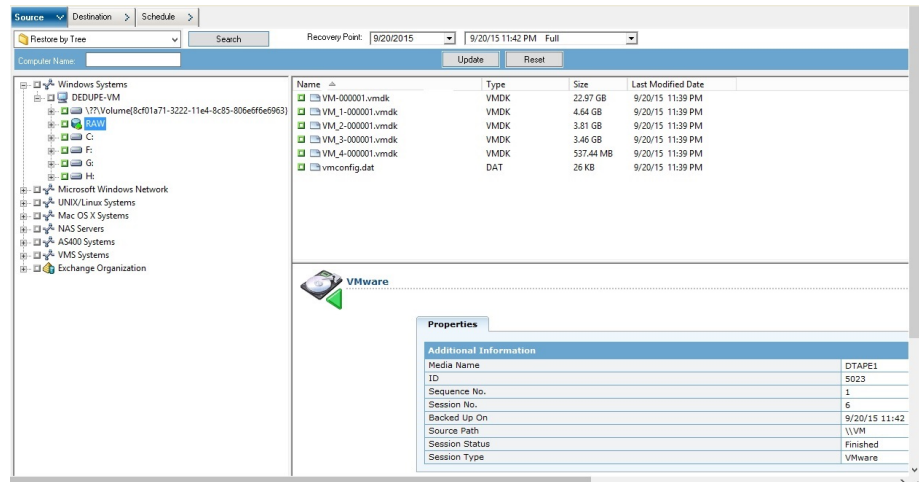 Source Destination Schedule
Restore by Tree Search Recovery Point: 9/20/2015 9/20/15 11:42 PM Full
Computer Name: Update Reset
Windows Systems
DEDUPE-VM
\??\Volume{8cf01a71-3222-11e4-8c85-806e6f6e6963}
RAW
C:
F:
G:
H:
Microsoft Windows Network
UNIX/Linux Systems
Mac OS X Systems
NAS Servers
AS400 Systems
VMS Systems
Exchange Organization
Name Type Size Last Modified Date
VM-000001.vmdk VMDK 22.97 GB 9/20/15 11:39 PM
VM_1-000001.vmdk VMDK 4.64 GB 9/20/15 11:39 PM
VM_2-000001.vmdk VMDK 3.81 GB 9/20/15 11:39 PM
VM_3-000001.vmdk VMDK 3.46 GB 9/20/15 11:39 PM
VM_4-000001.vmdk VMDK 537.44 MB 9/20/15 11:39 PM
vmconfig.dat DAT 26 KB 9/20/15 11:39 PM
VMware
Properties
Additional Information
Media Name DTAPE1
ID 5023
Sequence No. 1
Session No. 6
Backed Up On 9/20/15 11:42
Source Path \\VM
Session Status Finished
Session Type VMware